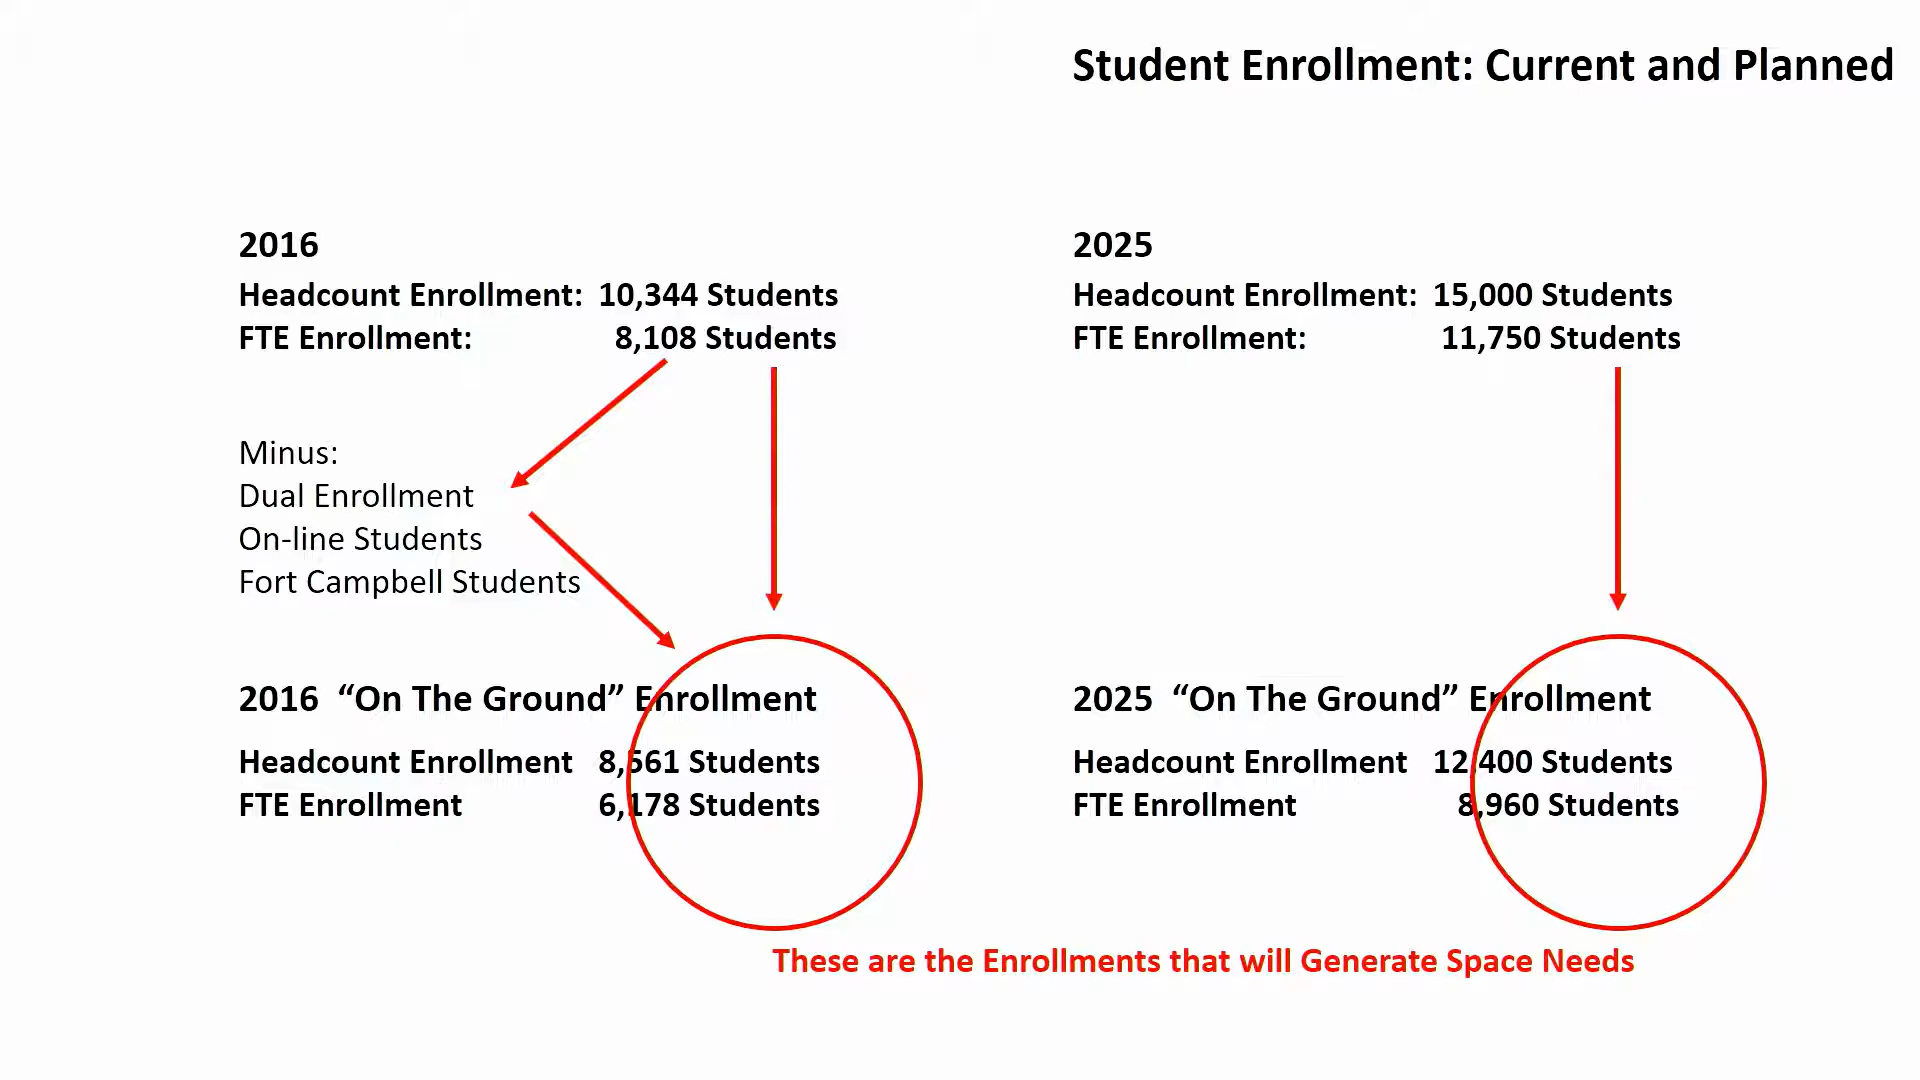 Student Enrollment: Current and Planned
2016
Headcount Enrollment: 10,344 Students
FTE Enrollment: 8,108 Students
Minus:
Dual Enrollment
On-line Students
Fort Campbell Students
2016 “On The Ground” Enrollment
Headcount Enrollment 8,561 Students
FTE Enrollment 6,178 Students
2025
Headcount Enrollment: 15,000 Students
FTE Enrollment: 11,750 Students
2025 “On The Ground” Enrollment
Headcount Enrollment 12,400 Students
FTE Enrollment 8,960 Students
These are the Enrollments that will Generate Space Needs